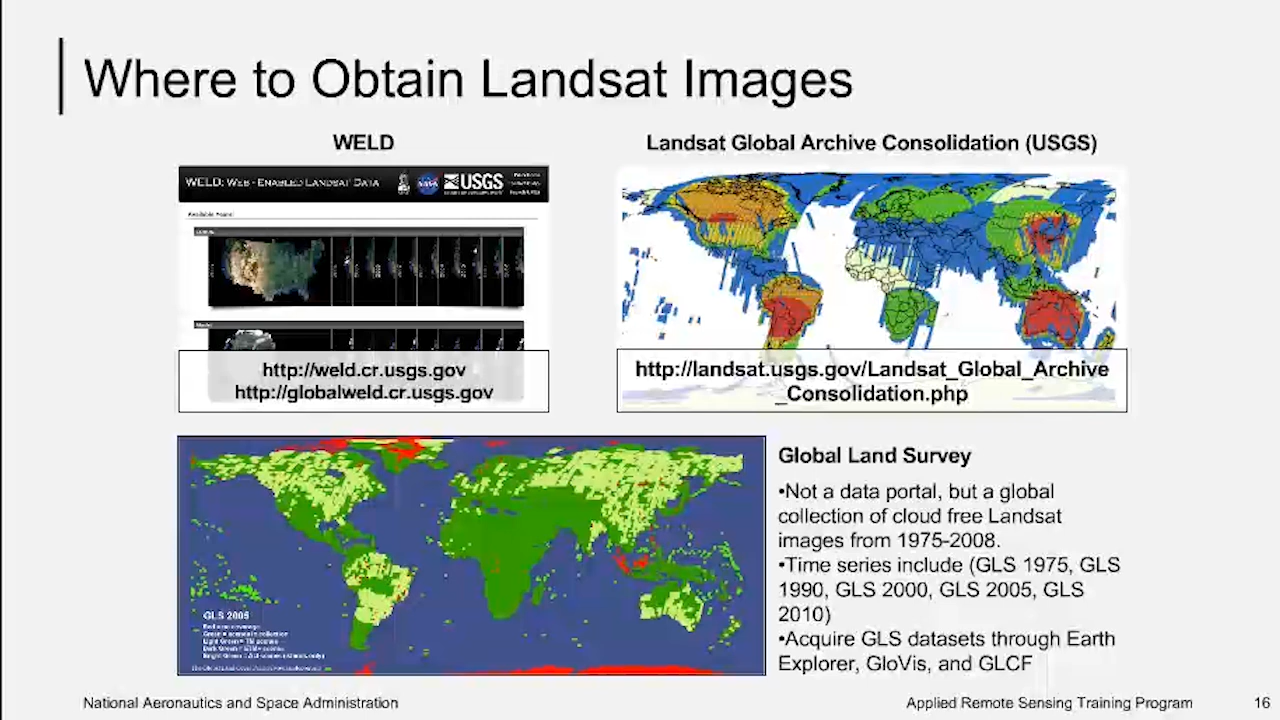 Where to Obtain Landsat Images
WELD
WELD: WEB - ENABLED LANDSAT DATA
USGS
http://weld.cr.usgs.gov
http://globalweld.cr.usgs.gov
Landsat Global Archive Consolidation (USGS)
http://landsat.usgs.gov/Landsat_Global_Archive
_Consolidation.php
GLS 2005
Global Land Survey
•Not a data portal, but a global
collection of cloud free Landsat
images from 1975-2008.
•Time series include (GLS 1975, GLS
1990, GLS 2000, GLS 2005, GLS
2010)
•Acquire GLS datasets through Earth
Explorer, GloVis, and GLCF
National Aeronautics and Space Administration
Applied Remote Sensing Training Program
16